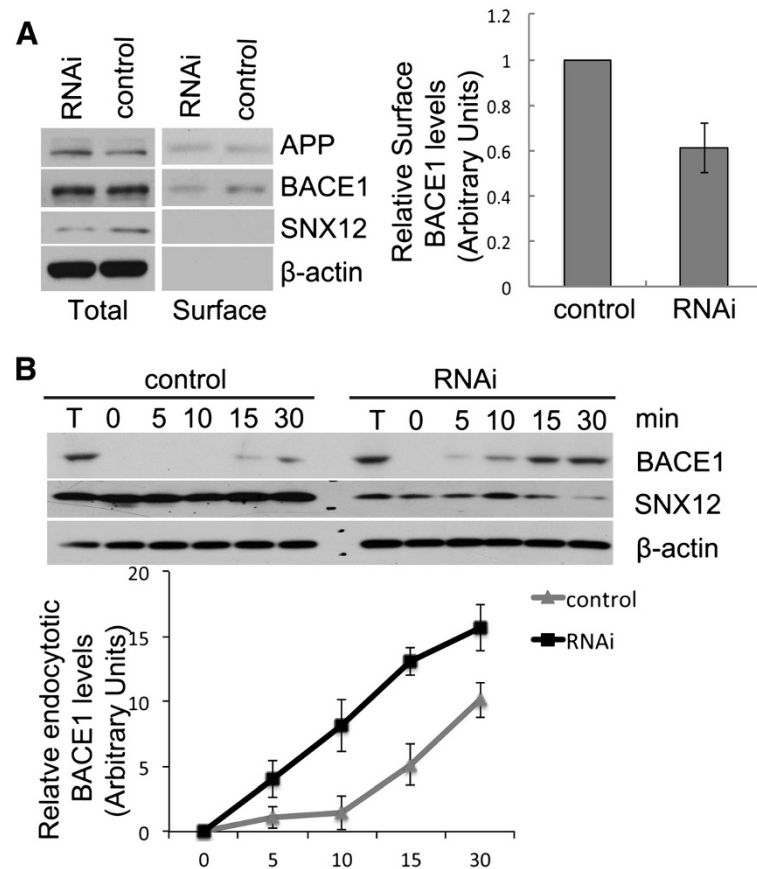 A
RNAi
control
RNAi
control
APP
BACE1
SNX12
β-actin
Total
Surface
Relative Surface
BACE1 levels
(Arbitrary Units)
1.2
1
0.8
0.6
0.4
0.2
0
control
RNAi
B
control
RNAi
T 0 5 10 15 30
T 0 5 10 15 30
min
BACE1
SNX12
β-actin
Relatve endocytotic
BACE1 levels
(Arbitrary Units)
20
15
10
5
0
0 5 10 15 30
control
RNAi